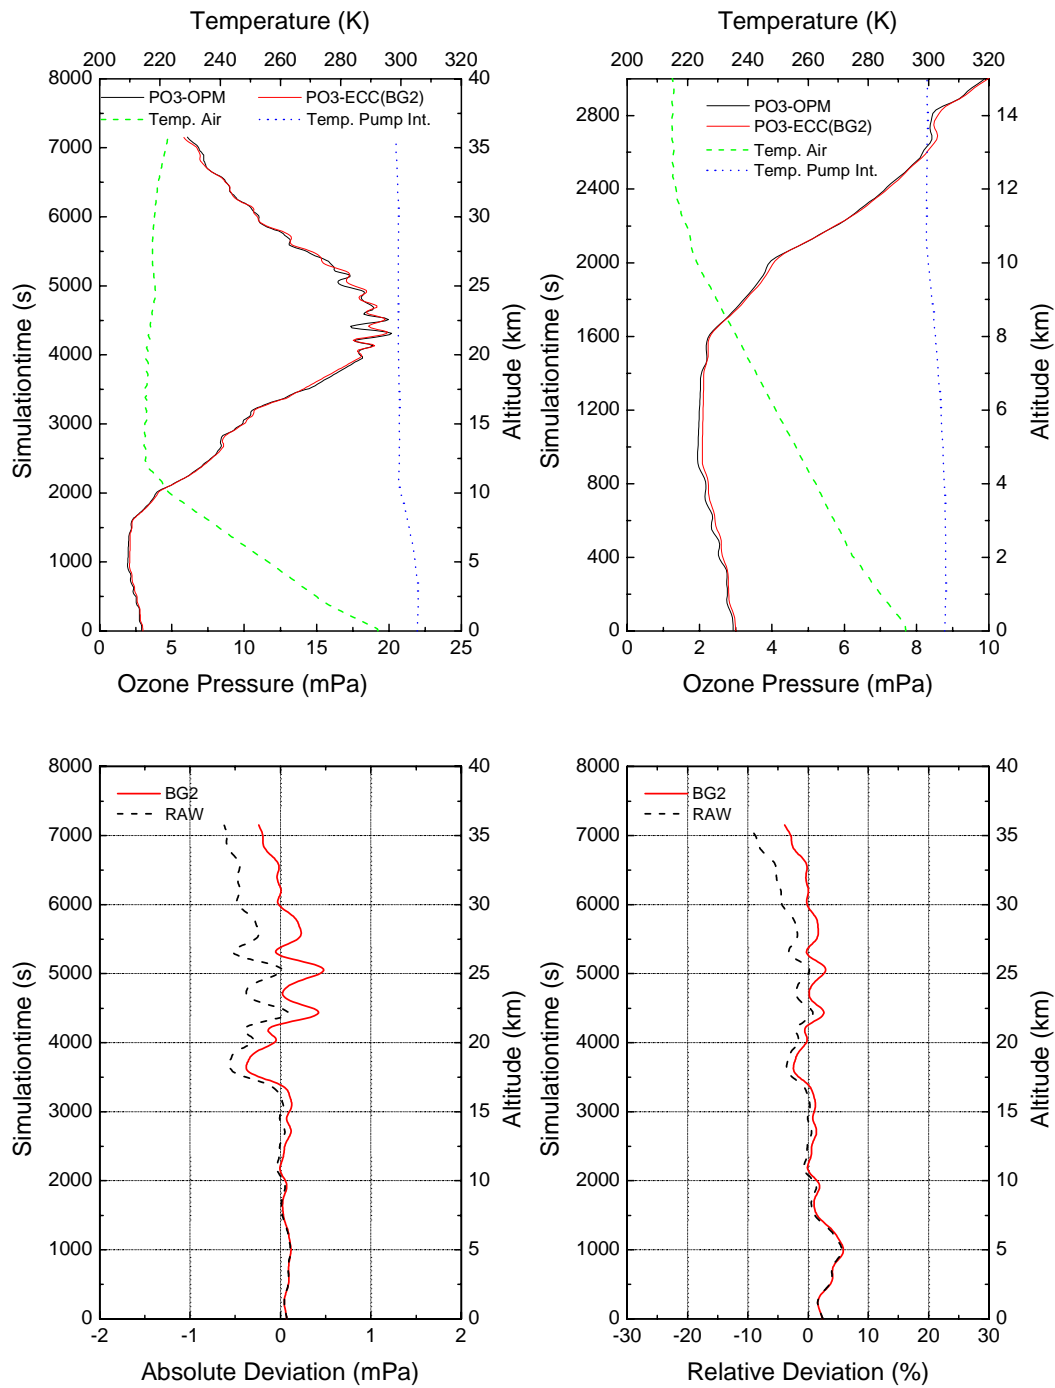 Temperature (K)
200 220 240 260 280 300 320
8000 7000 6000 5000 4000 3000 2000 1000 0
Simulationtime (s)
PO3-OPM PO3-ECC(BG2)
Temp. Air Temp. Pump Int.
40 35 30 25 20 15 10 5 0
Altitude (km)
0 5 10 15 20 25
Ozone Pressure (mPa)
Temperature (K)
200 220 240 260 280 300 320
2800 2400 2000 1600 1200 800 400 0
Simulationtime (s)
PO3-OPM
PO3-ECC(BG2)
Temp. Air
Temp. Pump Int.
14 12 10 8 6 4 2 0
Altitude (km)
0 2 4 6 8 10
Ozone Pressure (mPa)
8000 7000 6000 5000 4000 3000 2000 1000 0
Simulationtime (s)
BG2
RAW
40 35 30 25 20 15 10 5 0
Altitude (km)
-2 -1 0 1 2
Absolute Deviation (mPa)
8000 7000 6000 5000 4000 3000 2000 1000 0
Simulationtime (s)
BG2
RAW
40 35 30 25 20 15 10 5 0
Altitude (km)
-30 -20 -10 0 10 20 30
Relative Deviation (%)